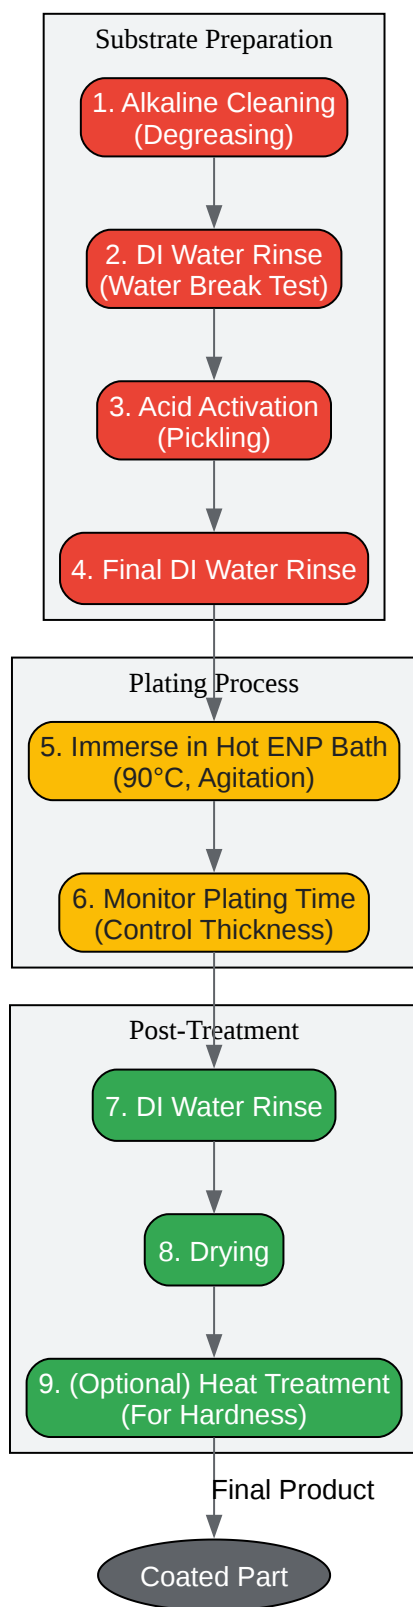 Substrate Preparation
1. Alkaline Cleaning
(Degreasing)
2. DI Water Rinse
(Water Break Test)
3. Acid Activation
(Pickling)
4. Final DI Water Rinse
Plating Process
5. Immerse in Hot ENP Bath
(90°C, Agitation)
6. Monitor Plating Time
(Control Thickness)
Post-Treatment
7. DI Water Rinse
8. Drying
9. (Optional) Heat Treatment
(For Hardness)
Final Product
Coated Part